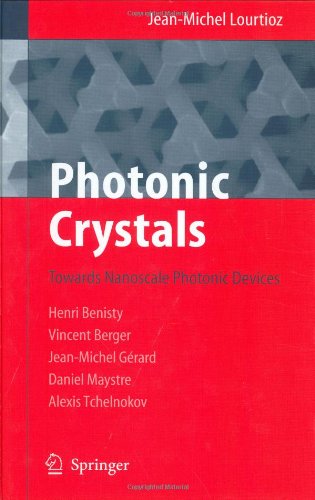 Jean-Michel Lourtioz
Photonic
Crystals
Towards Nanoscale Photonic Devices
Henri Benisty
Vincent Berger
Jean-Michel Gérard
Daniel Maystre
Alexis Tchelnokov
Springer